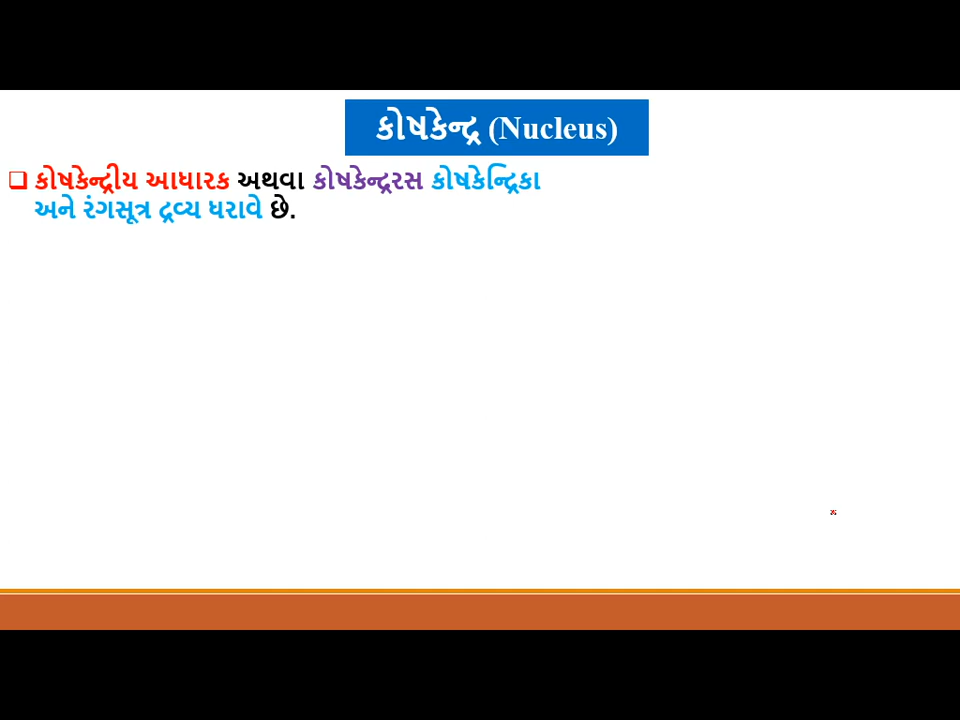 કોષકેન્દ્ર (Nucleus)
કોષકેન્દ્રીય આધારક અથવા કોષકેન્દ્રરસ કોષકેન્દ્રિકા
અને રંગસૂત્ર દ્રવ્ય ધરાવે છે.